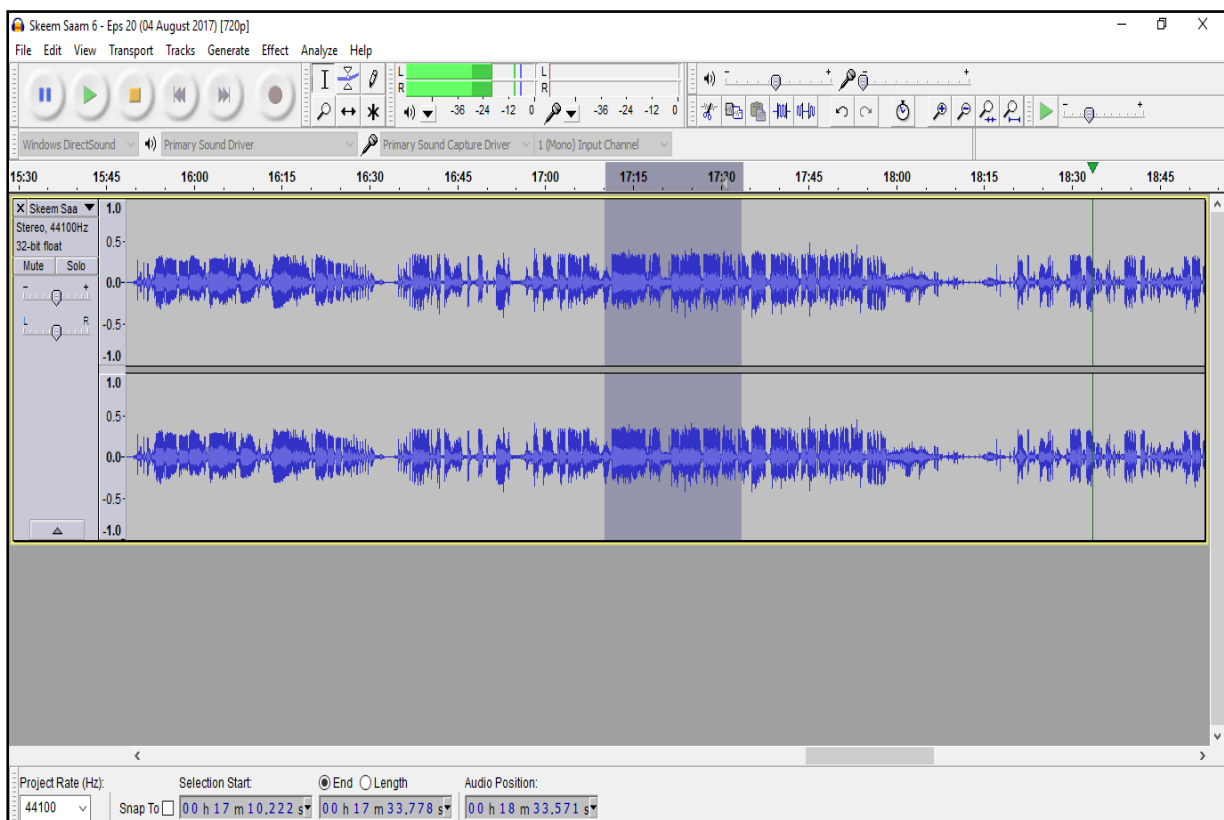 Skeem Saam 6 - Eps 20 (04 August 2017) [720p]
File Edit View Transport Tracks Generate Effect Analyze Help
L L
R R
-36 -24 -12 0 -36 -24 -12 0
Windows DirectSound Primary Sound Driver Primary Sound Capture Driver 1 (Mono) Input Channel
15:30 15:45 16:00 16:15 16:30 16:45 17:00 17:15 17:30 17:45 18:00 18:15 18:30 18:45
X Skeem Saa 1.0
Stereo, 44100Hz
32-bit float 0.5
Mute Solo
- + 0.0
L R -0.5
-1.0
1.0
0.5
0.0
-0.5
-1.0
Project Rate (Hz): Selection Start: End Length Audio Position:
44100 Snap To 00 h 17 m 10,222 s 00 h 17 m 33,778 s 00 h 18 m 33,571 s